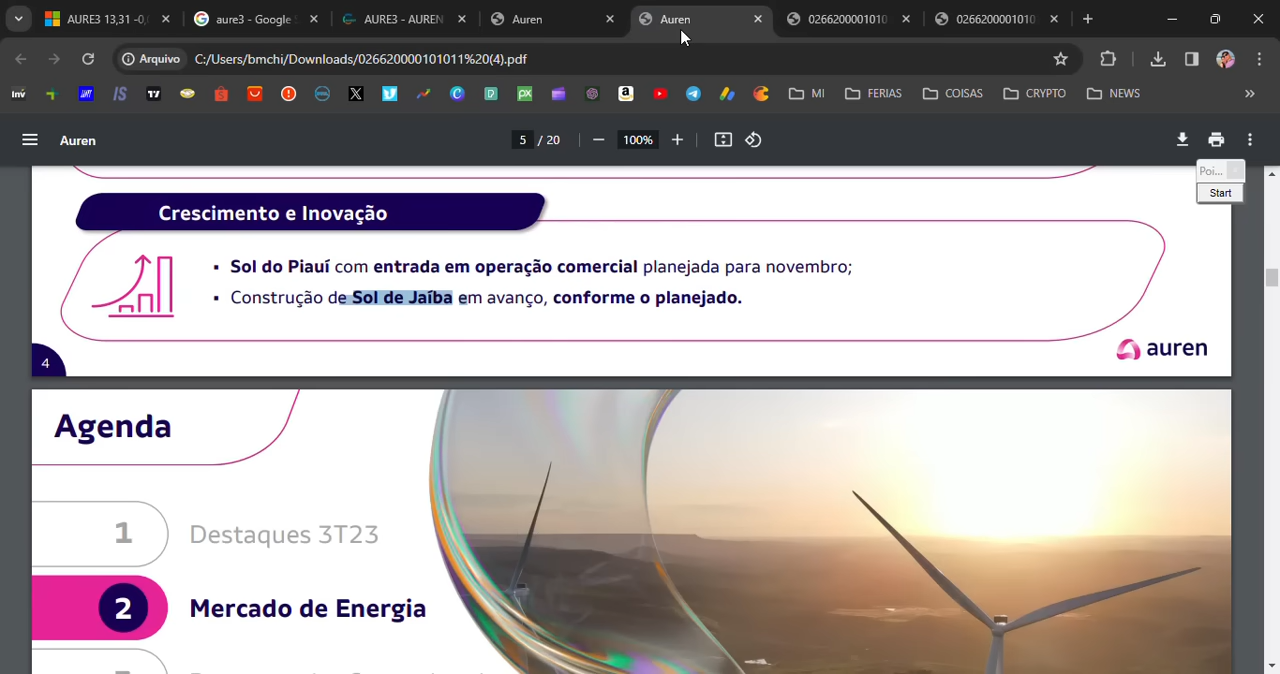 AURE3 13,31 -0,
aure3 - Google
AURE3 - AUREN
Auren
Auren
0266200001010
0266200001010
Arquivo
C:/Users/bmchi/Downloads/026620000101011%20(4).pdf
MI
FERIAS
COISAS
CRYPTO
NEWS
Auren
5 / 20
100%
Poi...
Start
Crescimento e Inovação
▪ Sol do Piauí com entrada em operação comercial planejada para novembro;
▪ Construção de Sol de Jaíba em avanço, conforme o planejado.
4
auren
Agenda
1 Destaques 3T23
2 Mercado de Energia